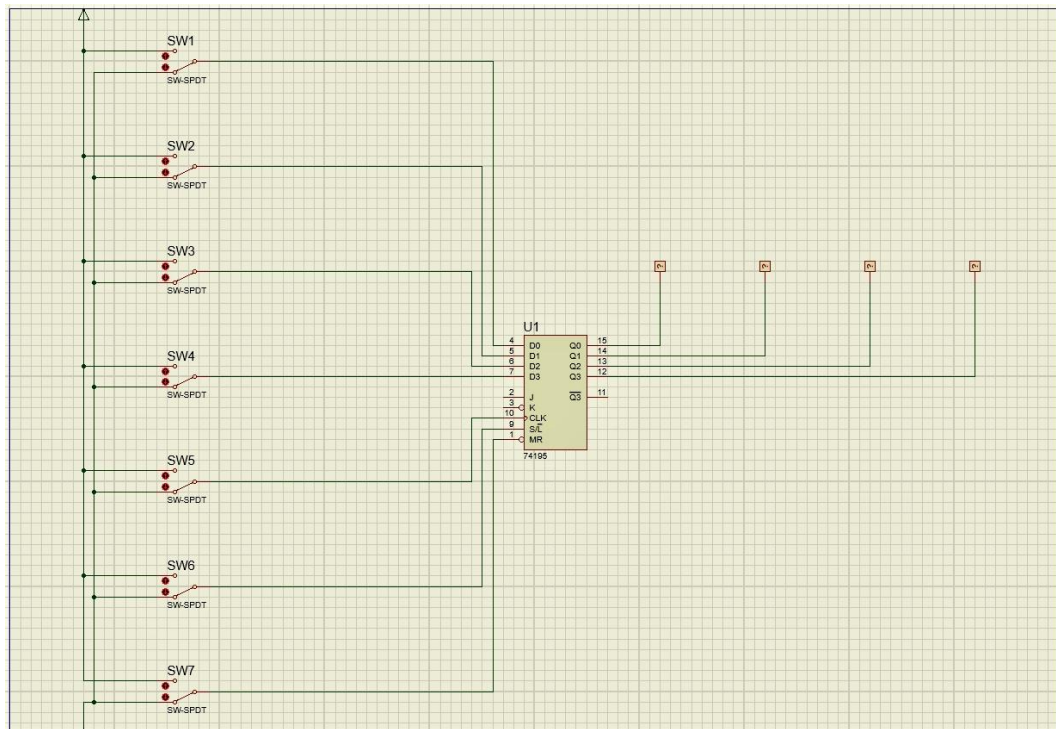 SW1
SW-SPDT
SW2
SW-SPDT
SW3
SW-SPDT
SW4
SW-SPDT
SW5
SW-SPDT
SW6
SW-SPDT
SW7
SW-SPDT
? ? ? ?
U1
4 D0 Q0 15
5 D1 Q1 14
6 D2 Q2 13
7 D3 Q3 12
2 J Q3 11
3 K
10 CLK
9 S/L
1 MR
74195